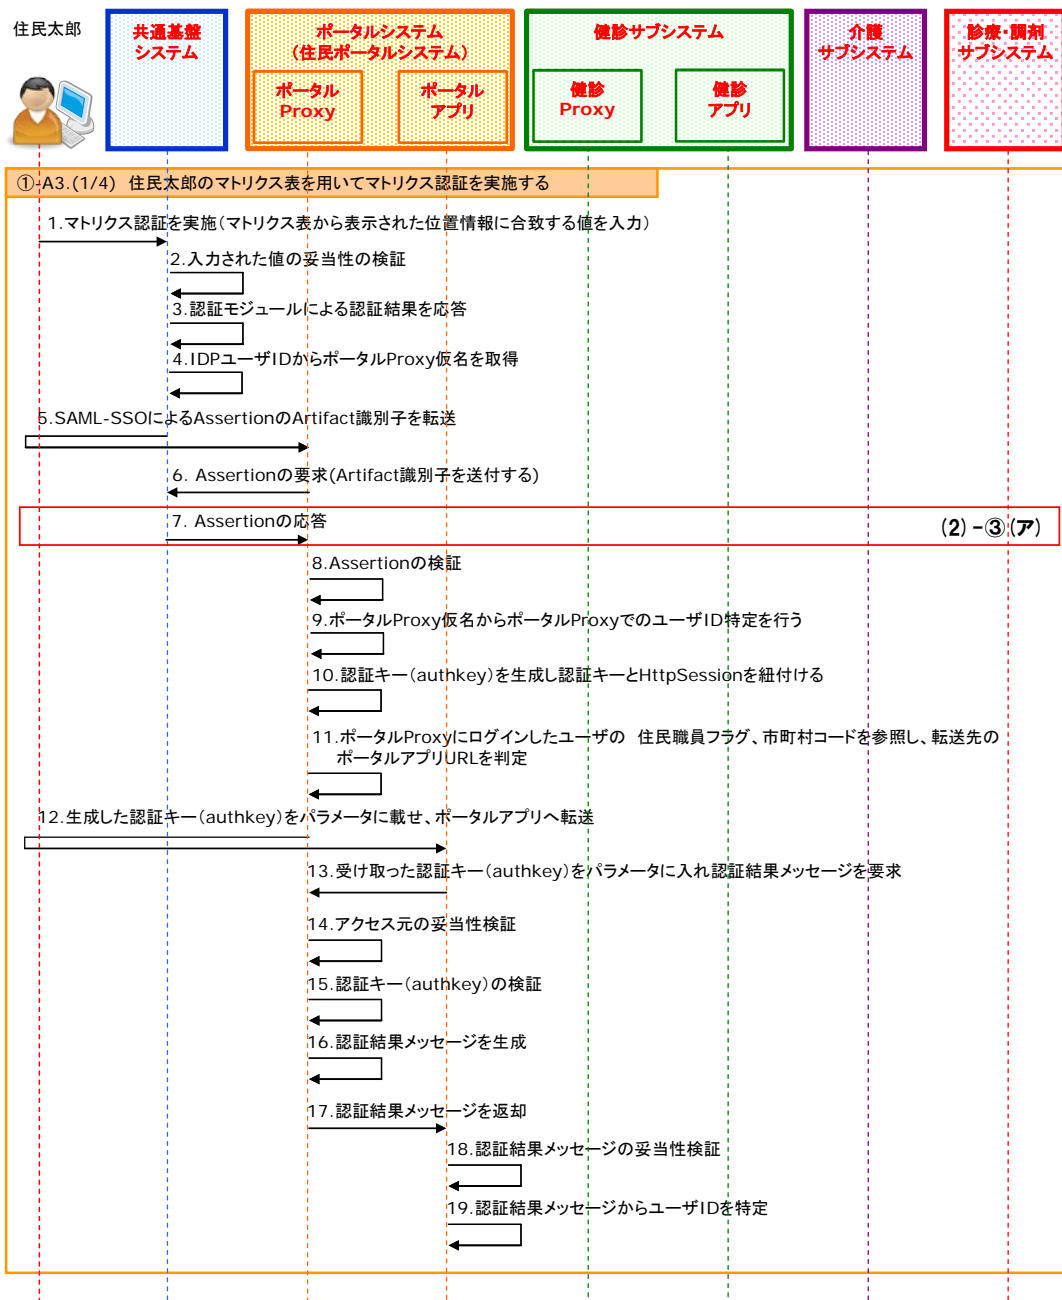 住民太郎
共通基盤
システム
ポータルシステム
(住民ポータルシステム)
ポータル
Proxy
ポータル
アプリ
健診サブシステム
健診
Proxy
健診
アプリ
介護
サブシステム
診療・調剤
サブシステム
①-A3.(1/4) 住民太郎のマトリクス表を用いてマトリクス認証を実施する
1.マトリクス認証を実施(マトリクス表から表示された位置情報に合致する値を入力)
2.入力された値の妥当性の検証
3.認証モジュールによる認証結果を応答
4.IDPユーザIDからポータルProxy仮名を取得
5.SAML-SSOによるAssertionのArtifact識別子を転送
6. Assertionの要求(Artifact識別子を送付する)
7. Assertionの応答
(2)-③(ア)
8.Assertionの検証
9.ポータルProxy仮名からポータルProxyでのユーザID特定を行う
10.認証キー(authkey)を生成し認証キーとHttpSessionを紐付ける
11.ポータルProxyにログインしたユーザの 住民職員フラグ、市町村コードを参照し、転送先の
ポータルアプリURLを判定
12.生成した認証キー(authkey)をパラメータに載せ、ポータルアプリへ転送
13.受け取った認証キー(authkey)をパラメータに入れ認証結果メッセージを要求
14.アクセス元の妥当性検証
15.認証キー(authkey)の検証
16.認証結果メッセージを生成
17.認証結果メッセージを返却
18.認証結果メッセージの妥当性検証
19.認証結果メッセージからユーザIDを特定